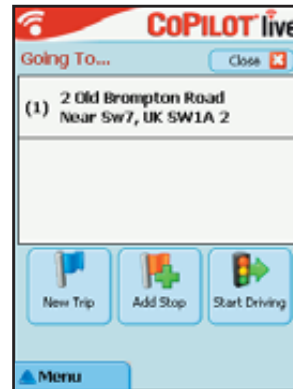 CoPILOT live
Going To...
Close
(1) 2 Old Brompton Road
Near Sw7, UK SW1A 2
New Trip
Add Stop
Start Driving
Menu